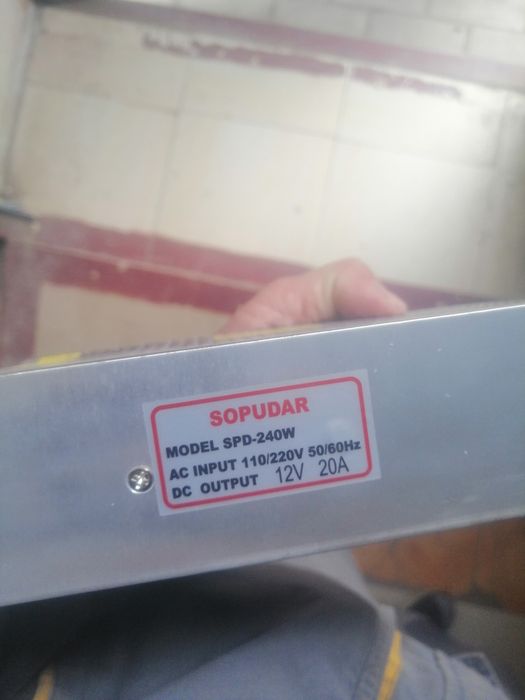 SOPUDAR
MODEL SPD-240W
AC INPUT 110/220V 50/60Hz
DC OUTPUT 12V 20A